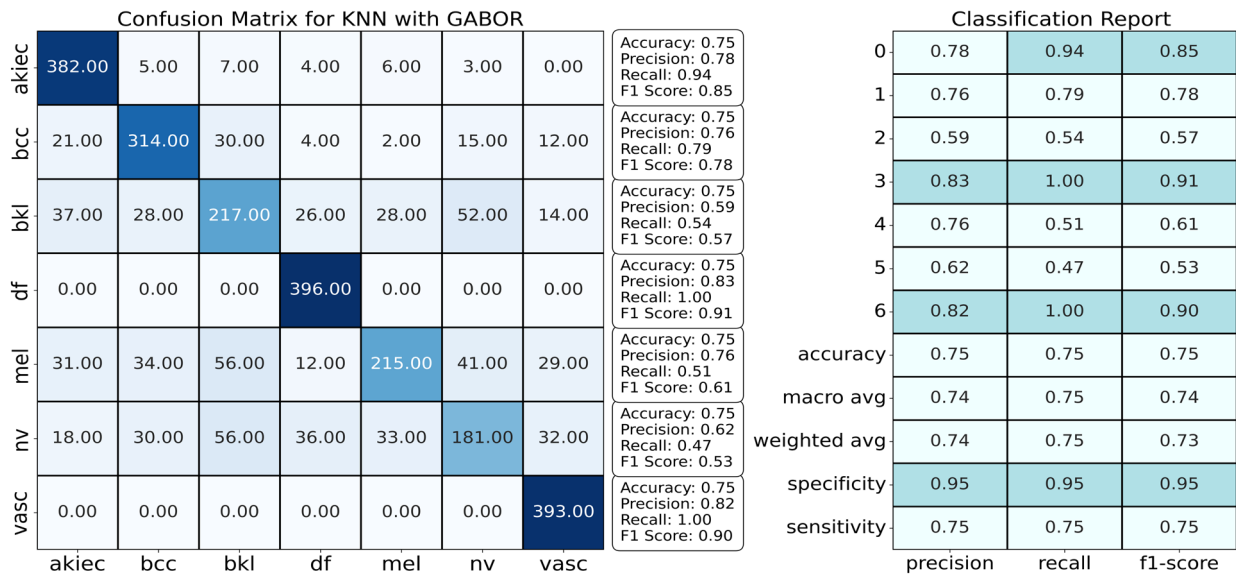 Confusion Matrix for KNN with GABOR
akiec
382.00 5.00 7.00 4.00 6.00 3.00 0.00
Accuracy: 0.75
Precision: 0.78
Recall: 0.94
F1 Score: 0.85
bcc
21.00 314.00 30.00 4.00 2.00 15.00 12.00
Accuracy: 0.75
Precision: 0.76
Recall: 0.79
F1 Score: 0.78
bkl
37.00 28.00 217.00 26.00 28.00 52.00 14.00
Accuracy: 0.75
Precision: 0.59
Recall: 0.54
F1 Score: 0.57
df
0.00 0.00 0.00 396.00 0.00 0.00 0.00
Accuracy: 0.75
Precision: 0.83
Recall: 1.00
F1 Score: 0.91
mel
31.00 34.00 56.00 12.00 215.00 41.00 29.00
Accuracy: 0.75
Precision: 0.76
Recall: 0.51
F1 Score: 0.61
nv
18.00 30.00 56.00 36.00 33.00 181.00 32.00
Accuracy: 0.75
Precision: 0.62
Recall: 0.47
F1 Score: 0.53
vasc
0.00 0.00 0.00 0.00 0.00 0.00 393.00
Accuracy: 0.75
Precision: 0.82
Recall: 1.00
F1 Score: 0.90
akiec bcc bkl df mel nv vasc
Classification Report
0 0.78 0.94 0.85
1 0.76 0.79 0.78
2 0.59 0.54 0.57
3 0.83 1.00 0.91
4 0.76 0.51 0.61
5 0.62 0.47 0.53
6 0.82 1.00 0.90
accuracy 0.75 0.75 0.75
macro avg 0.74 0.75 0.74
weighted avg 0.74 0.75 0.73
specificity 0.95 0.95 0.95
sensitivity 0.75 0.75 0.75
precision recall f1-score